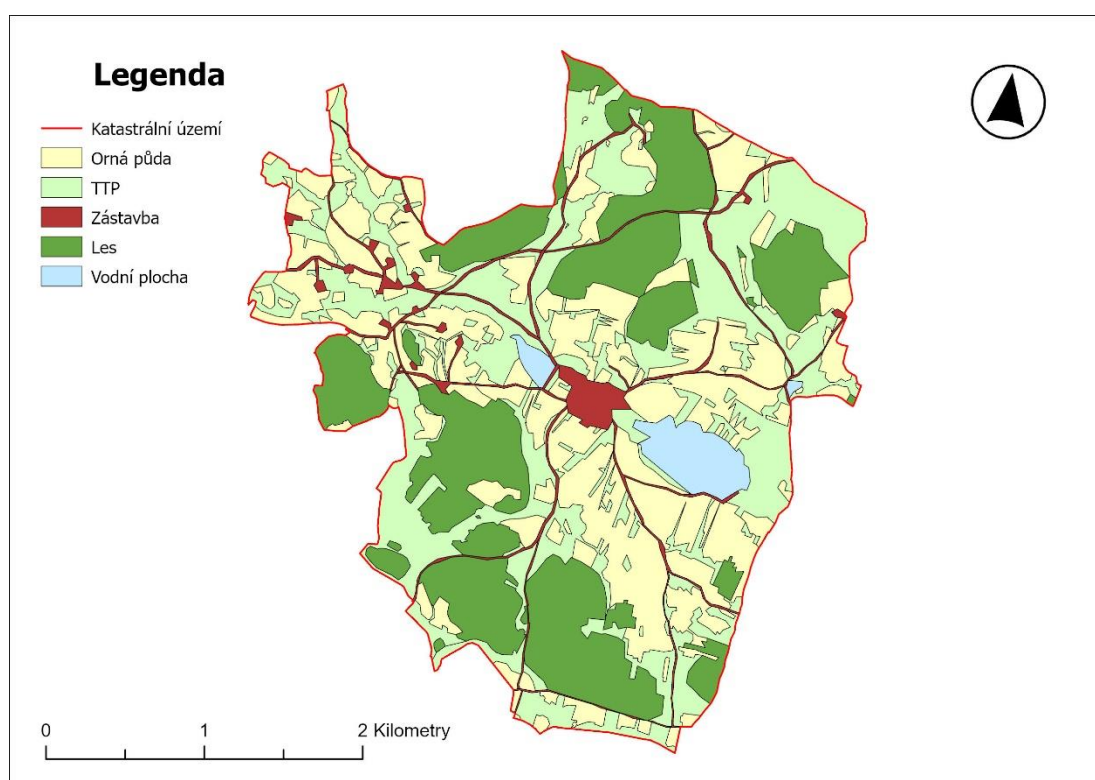 Legenda
Katastrální území
Orná půda
TTP
Zástavba
Les
Vodní plocha
0 1 2 Kilometry